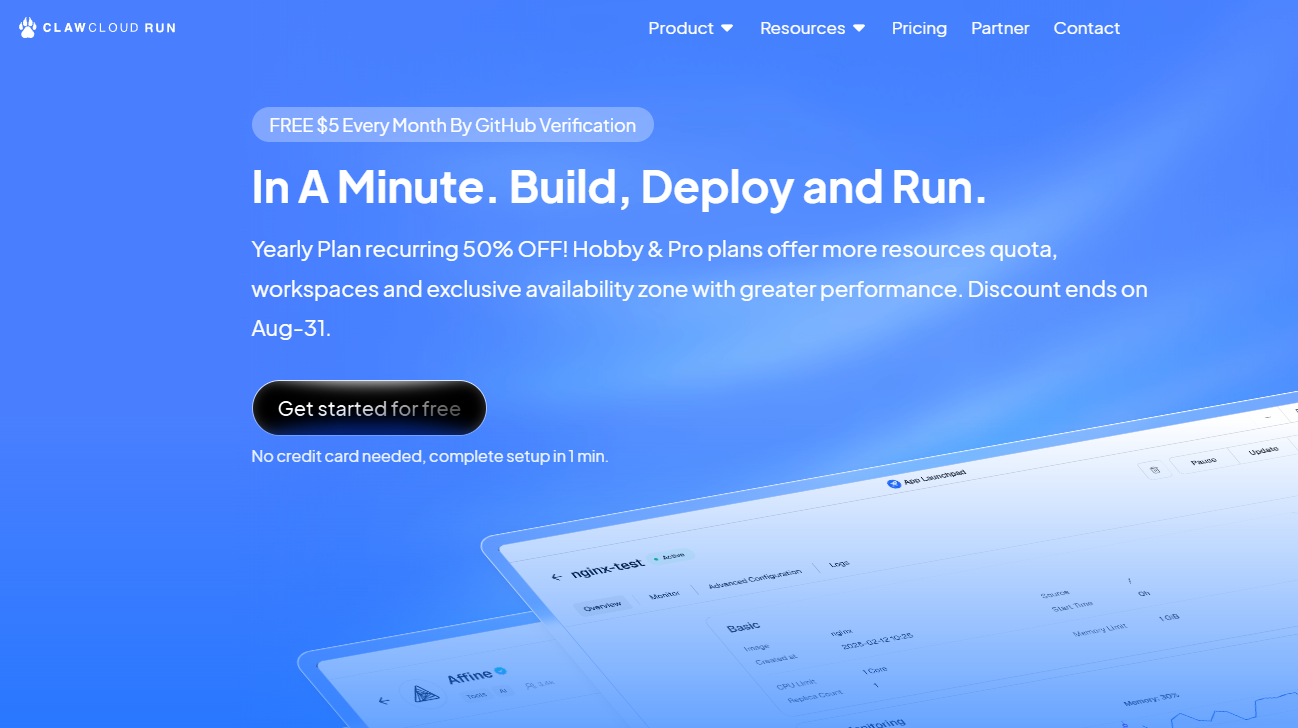 CLAWCLOUD RUN
Product Resources Pricing Partner Contact
FREE $5 Every Month By GitHub Verification
In A Minute. Build, Deploy and Run.
Yearly Plan recurring 50% OFF! Hobby & Pro plans offer more resources quota,
workspaces and exclusive availability zone with greater performance. Discount ends on
Aug-31.
Get started for free
No credit card needed, complete setup in 1 min.
App Launchpad
Pause Update
nginx-test Active
Overview Monitor Advanced Configuration Logs
Basic
Image nginx
Created at 2025-02-12 10:25
CPU Limit 1 Core
Replica Count 1
Source /
Start Time 0h
Memory Limit 1 GiB
Memory: 30%
Affine
Tools AI